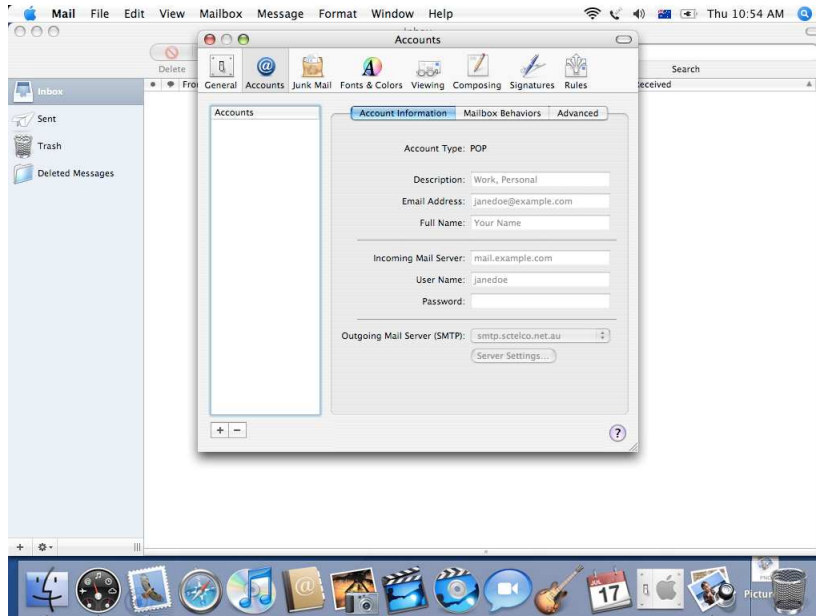 Mail File Edit View Mailbox Message Format Window Help Thu 10:54 AM
Accounts
Delete
Search
General Accounts Junk Mail Fonts & Colors Viewing Composing Signatures Rules
Inbox
Sent
Trash
Deleted Messages
Accounts
Account Information Mailbox Behaviors Advanced
Account Type: POP
Description: Work, Personal
Email Address: janedoe@example.com
Full Name: Your Name
Incoming Mail Server: mail.example.com
User Name: janedoe
Password:
Outgoing Mail Server (SMTP): smtp.sctelco.net.au
Server Settings...
+ −
?
+
JUL
17